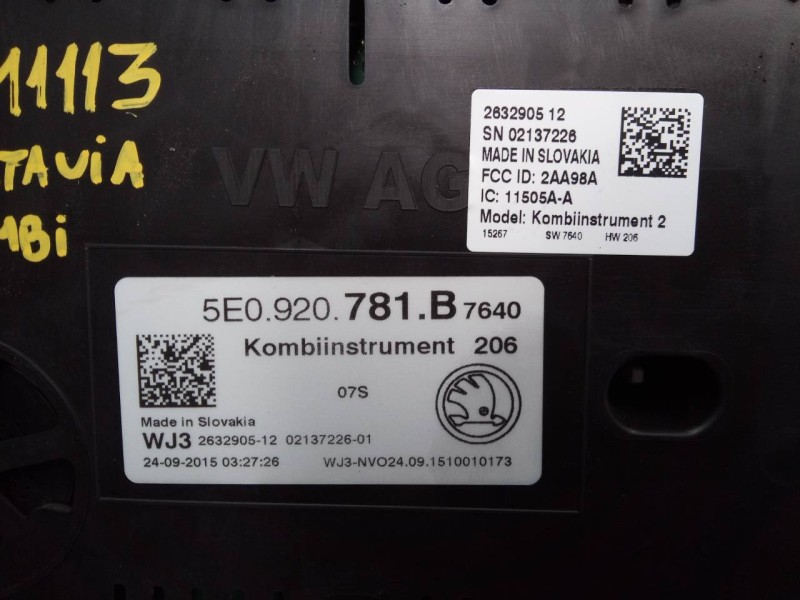 11113
TAViA
MBi
VW AG
2632905 12
SN 02137226
MADE IN SLOVAKIA
FCC ID: 2AA98A
IC: 11505A-A
Model: Kombiinstrument 2
15267 SW 7640 HW 206
5E0.920.781.B 7640
Kombiinstrument 206
07S
Made in Slovakia
WJ3 2632905-12 02137226-01
24-09-2015 03:27:26 WJ3-NVO24.09.1510010173